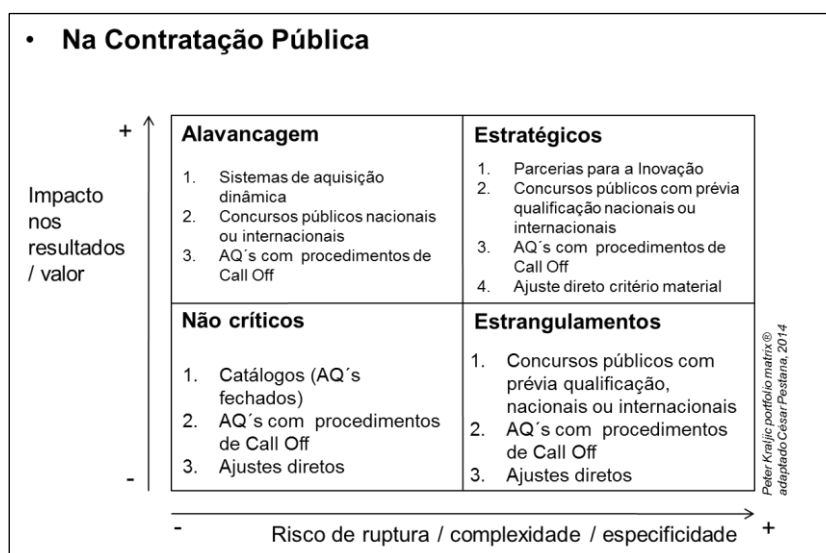 • Na Contratação Pública
+
Impacto
nos
resultados
/ valor
-
Alavancagem
1. Sistemas de aquisição
dinâmica
2. Concursos públicos nacionais
ou internacionais
3. AQ´s com procedimentos de
Call Off
Estratégicos
1. Parcerias para a Inovação
2. Concursos públicos com prévia
qualificação nacionais ou
internacionais
3. AQ´s com procedimentos de
Call Off
4. Ajuste direto critério material
Não críticos
1. Catálogos (AQ´s
fechados)
2. AQ´s com procedimentos
de Call Off
3. Ajustes diretos
Estrangulamentos
1. Concursos públicos com
prévia qualificação,
nacionais ou internacionais
2. AQ´s com procedimentos
de Call Off
3. Ajustes diretos
Peter Kraljic portfolio matrix ®
adaptado César Pestana, 2014
- Risco de ruptura / complexidade / especificidade +